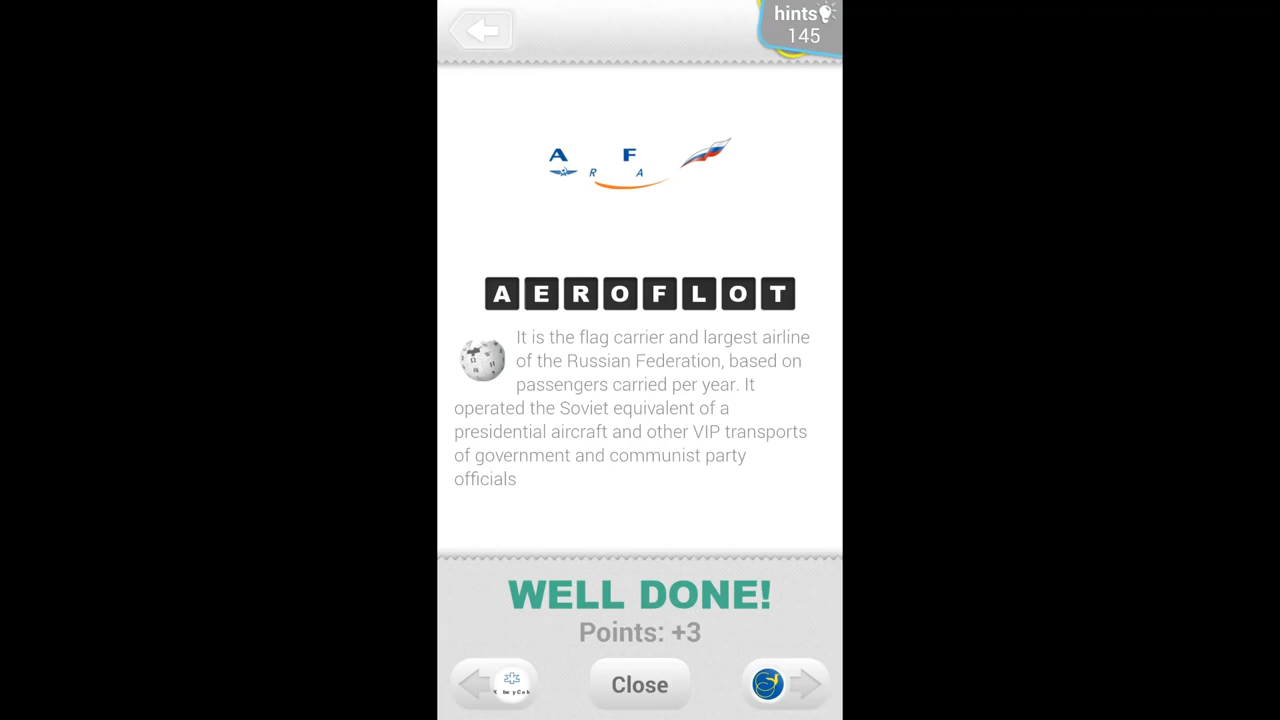 hints
145
A F
R A
AEROFLOT
It is the flag carrier and largest airline
of the Russian Federation, based on
passengers carried per year. It
operated the Soviet equivalent of a
presidential aircraft and other VIP transports
of government and communist party
officials
WELL DONE!
Points: +3
Close